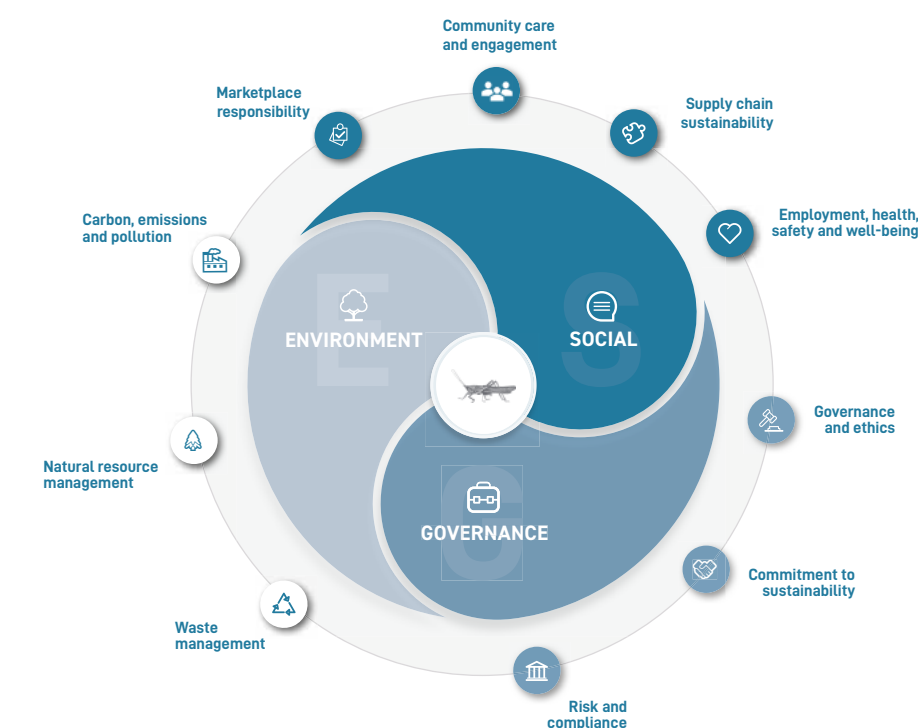 Community care
and engagement
Marketplace
responsibility
Supply chain
sustainability
Carbon, emissions
and pollution
Employment, health,
safety and well-being
E
ENVIRONMENT
S
SOCIAL
Governance
and ethics
Natural resource
management
G
GOVERNANCE
Commitment to
sustainability
Waste
management
Risk and
compliance